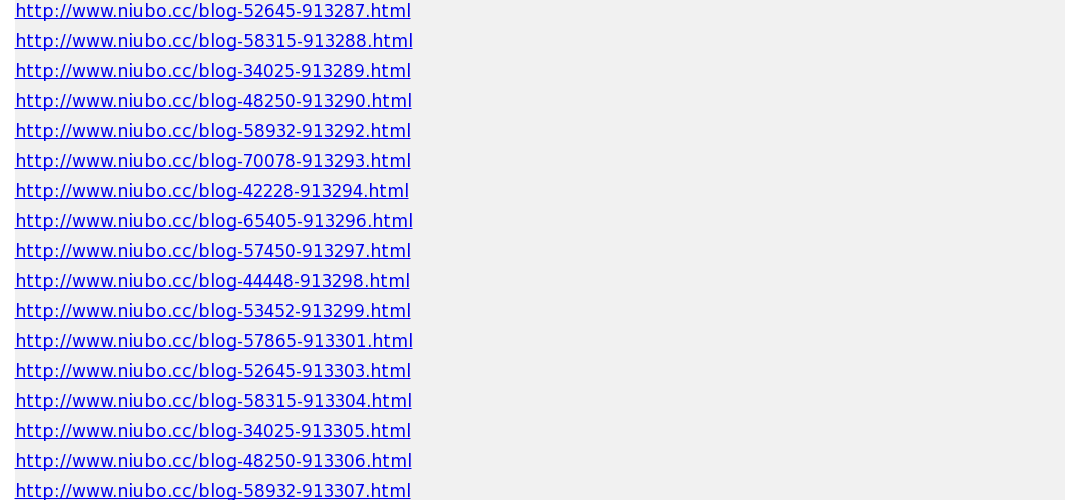 http://www.niubo.cc/blog-52645-913287.html
http://www.niubo.cc/blog-58315-913288.html
http://www.niubo.cc/blog-34025-913289.html
http://www.niubo.cc/blog-48250-913290.html
http://www.niubo.cc/blog-58932-913292.html
http://www.niubo.cc/blog-70078-913293.html
http://www.niubo.cc/blog-42228-913294.html
http://www.niubo.cc/blog-65405-913296.html
http://www.niubo.cc/blog-57450-913297.html
http://www.niubo.cc/blog-44448-913298.html
http://www.niubo.cc/blog-53452-913299.html
http://www.niubo.cc/blog-57865-913301.html
http://www.niubo.cc/blog-52645-913303.html
http://www.niubo.cc/blog-58315-913304.html
http://www.niubo.cc/blog-34025-913305.html
http://www.niubo.cc/blog-48250-913306.html
http://www.niubo.cc/blog-58932-913307.html